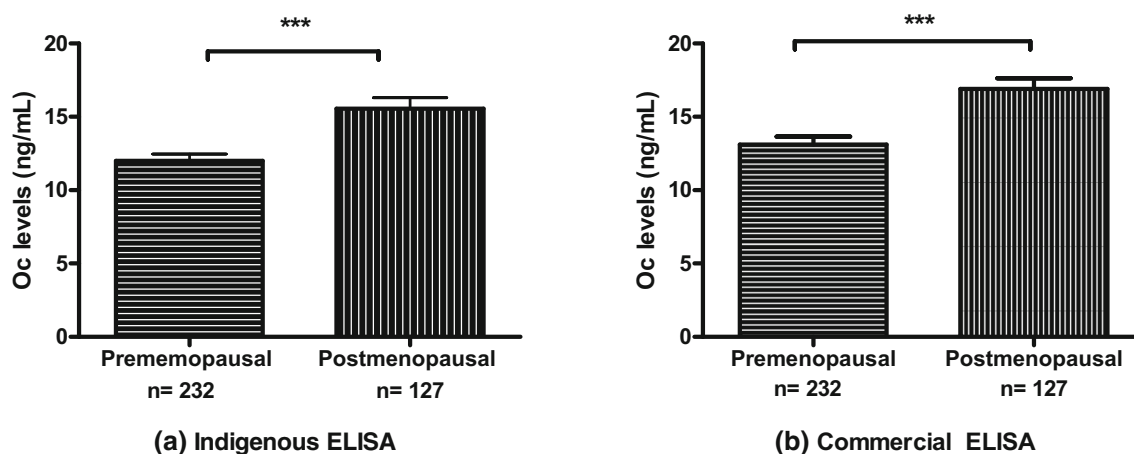 ***
20
15
10
5
0
Oc levels (ng/mL)
Prememopausal Postmenopausal
n= 232 n= 127
(a) Indigenous ELISA
***
20
15
10
5
0
Oc levels (ng/mL)
Premenopausal Postmenopausal
n= 232 n= 127
(b) Commercial ELISA